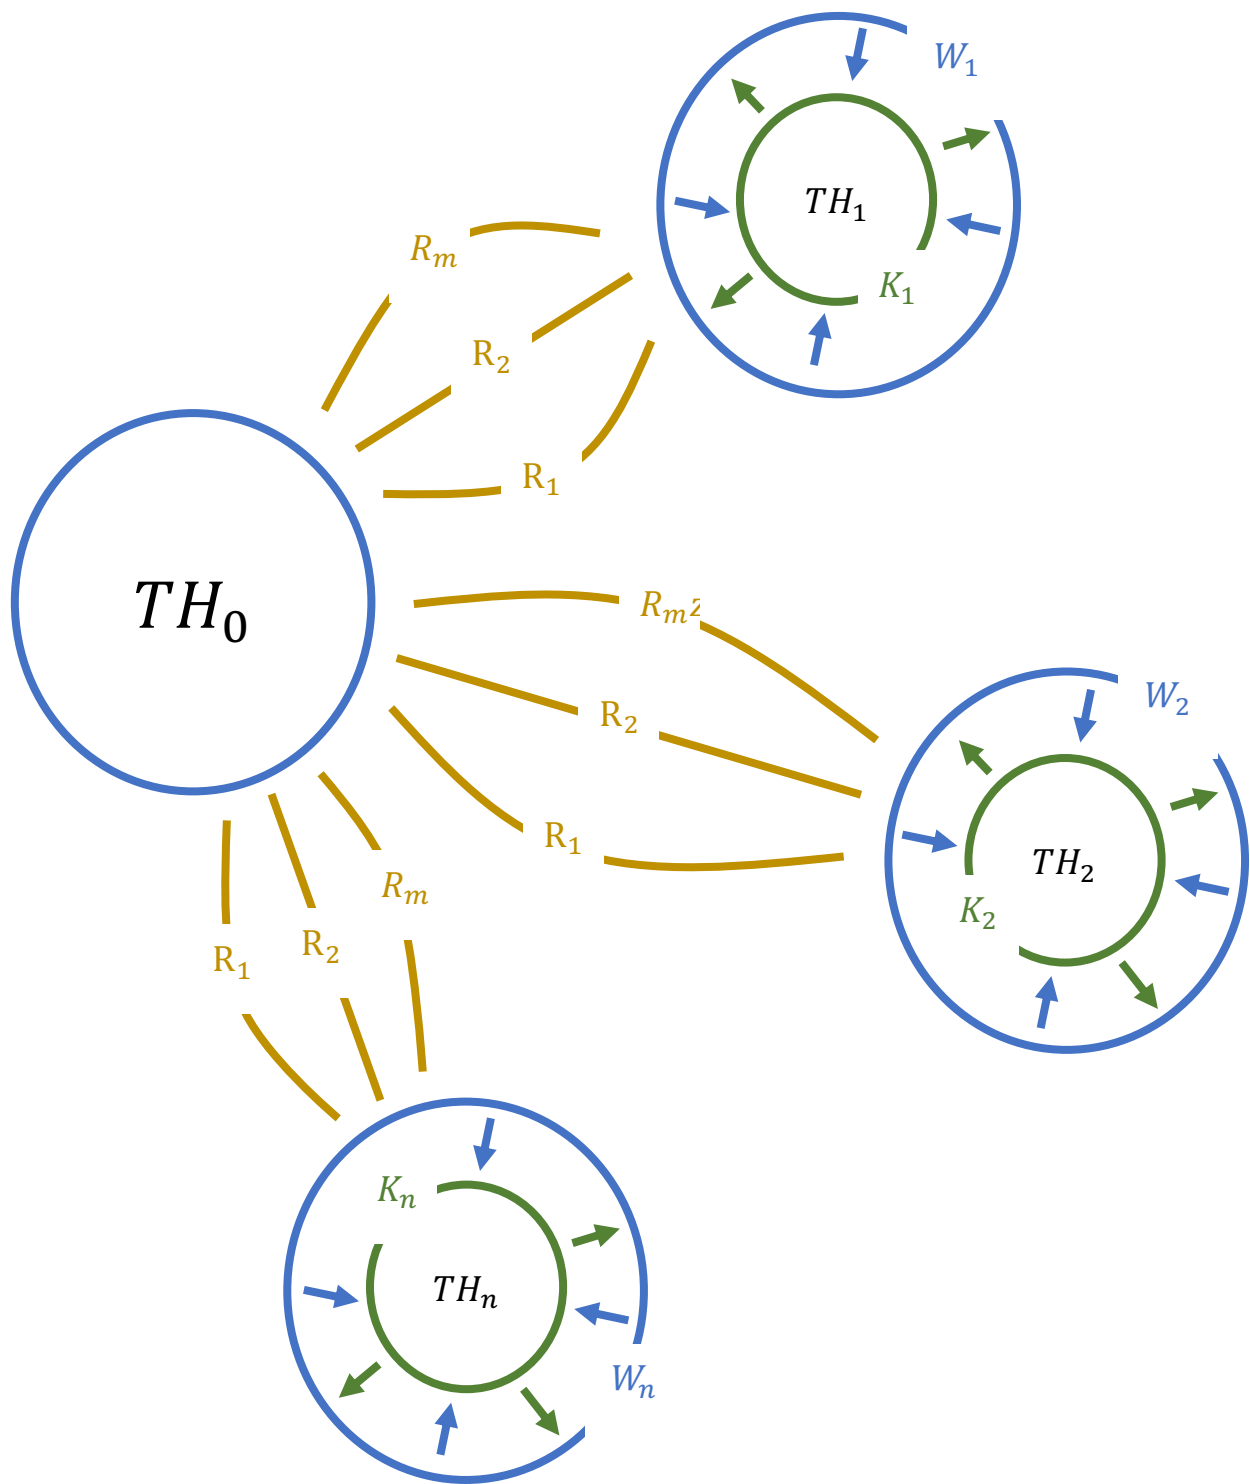 W₁
TH₁
Rₘ
K₁
R₂
R₁
TH₀
Rₘ₂
R₂
W₂
R₁
TH₂
Rₘ
K₂
R₂
R₁
Kₙ
THₙ
Wₙ